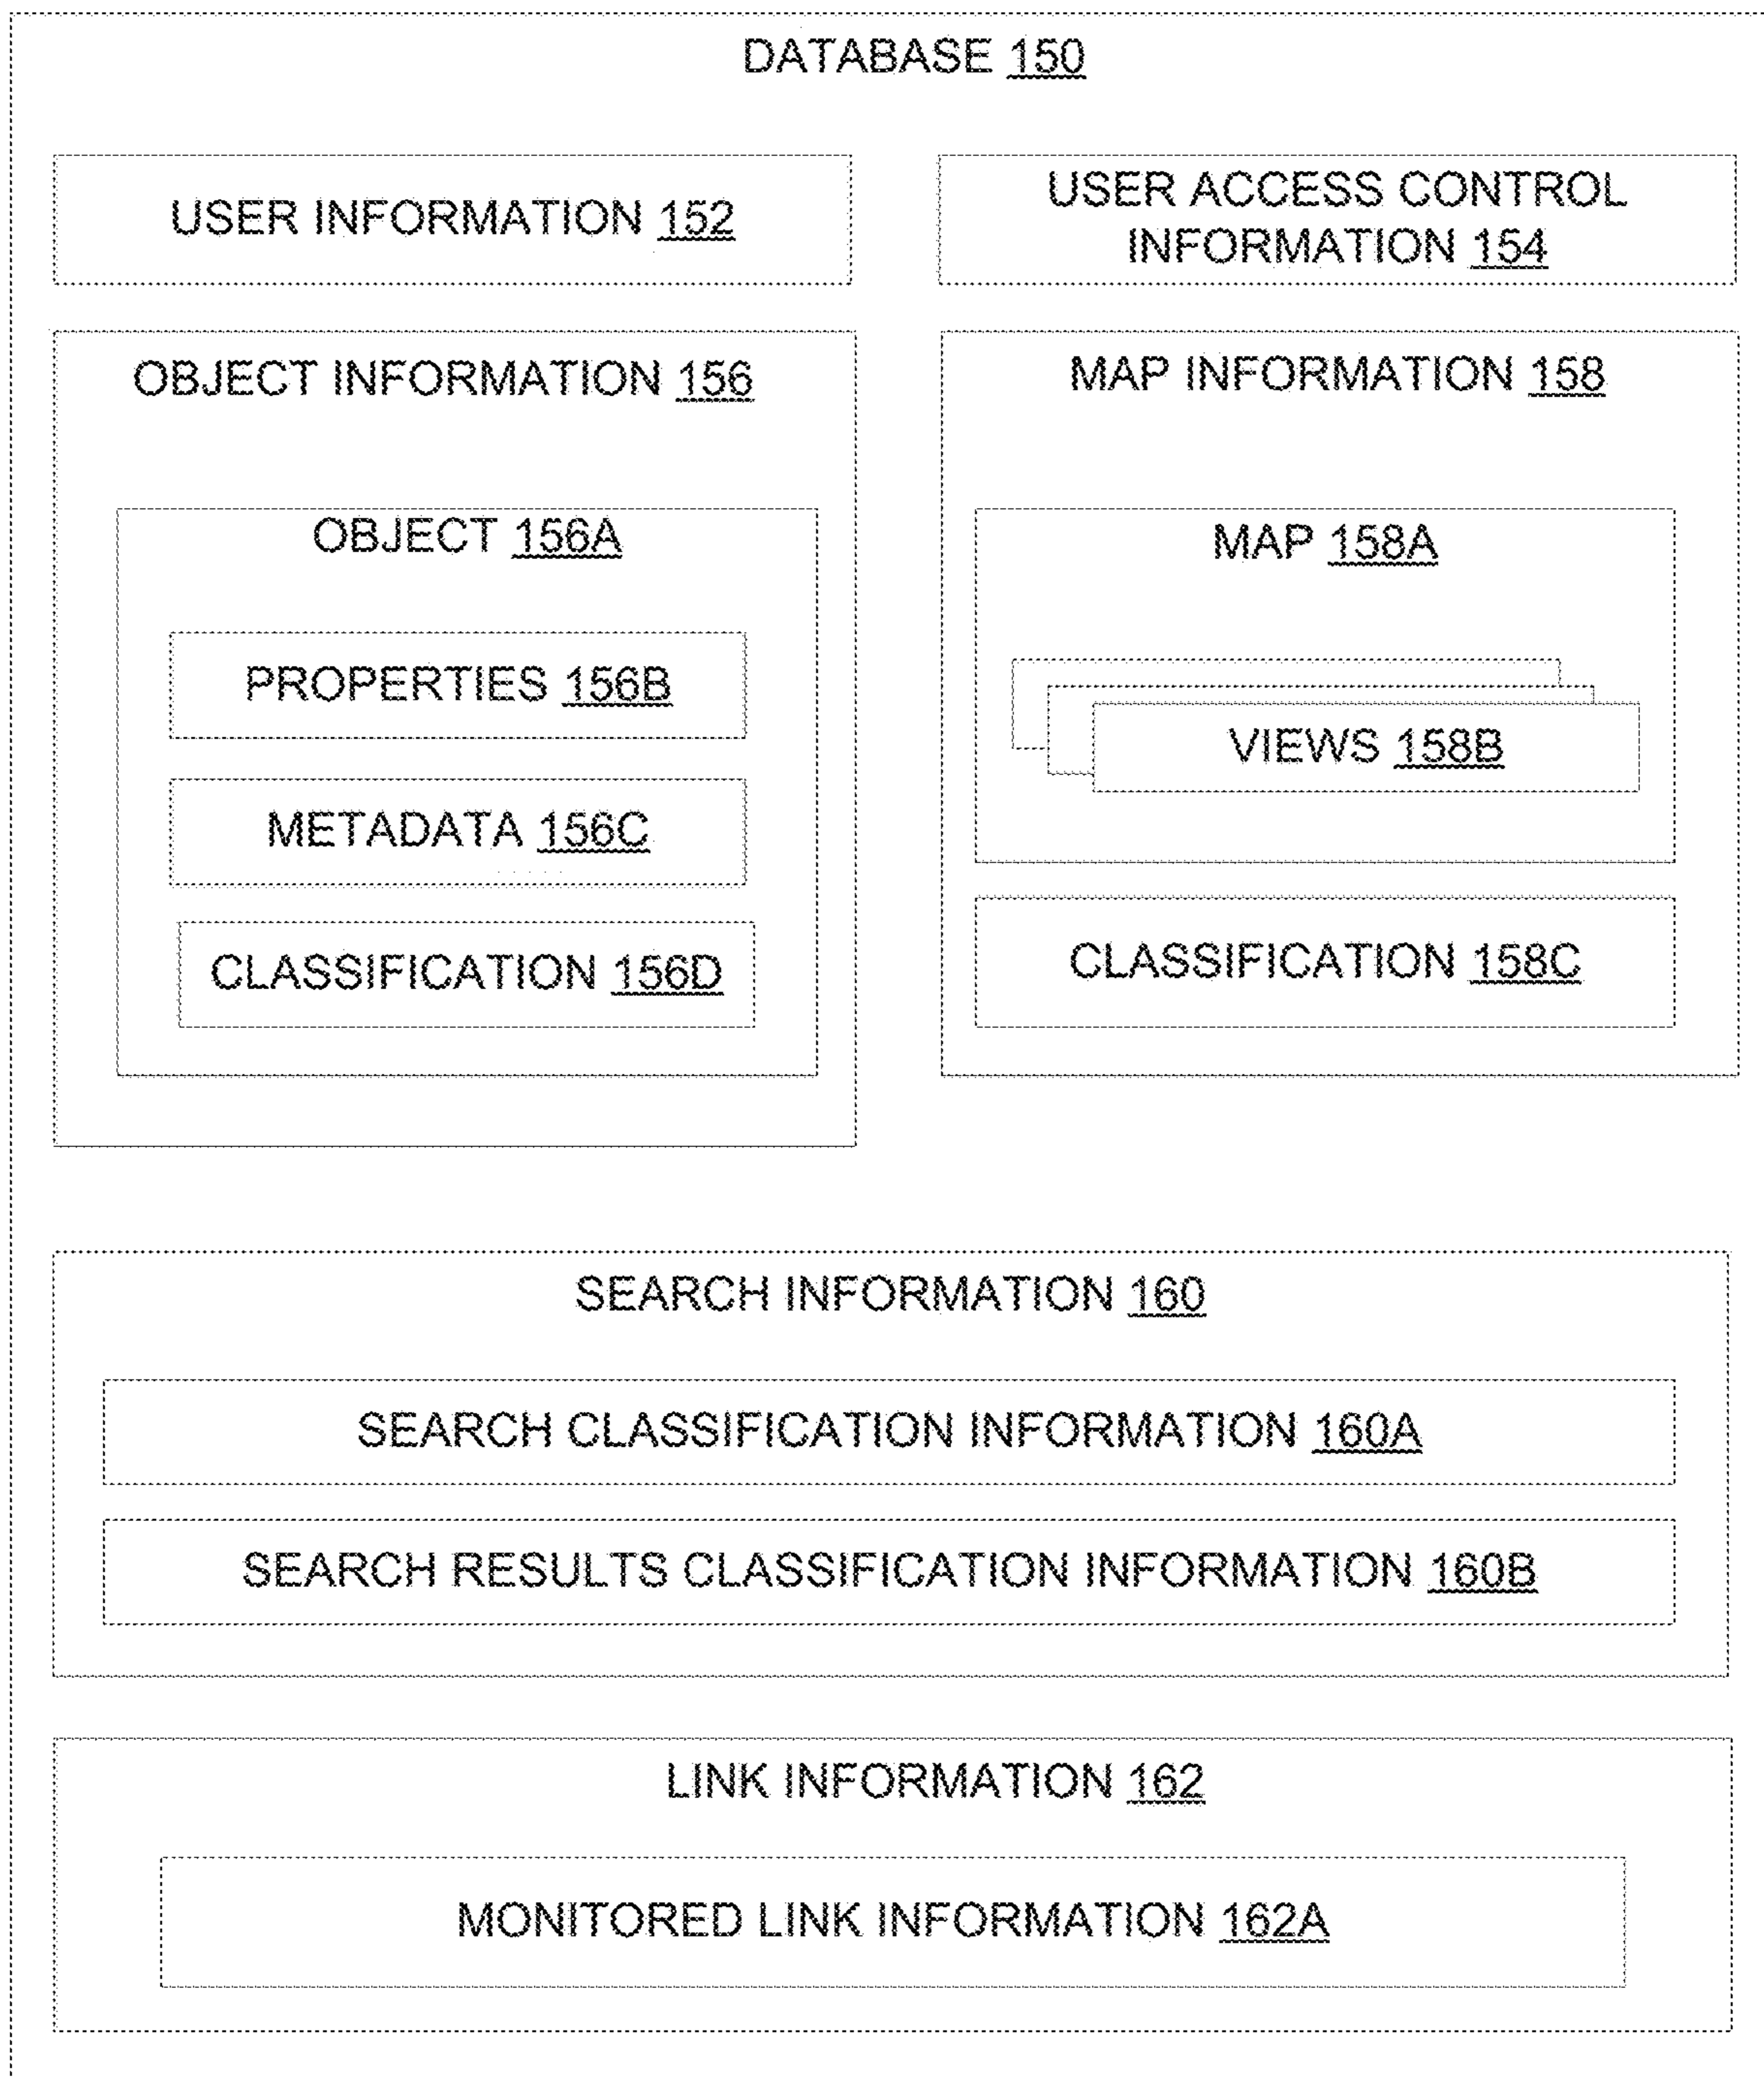 DATABASE 150
USER INFORMATION 152
USER ACCESS CONTROL
INFORMATION 154
OBJECT INFORMATION 156
OBJECT 156A
PROPERTIES 156B
METADATA 156C
CLASSIFICATION 156D
MAP INFORMATION 158
MAP 158A
VIEWS 158B
CLASSIFICATION 158C
SEARCH INFORMATION 160
SEARCH CLASSIFICATION INFORMATION 160A
SEARCH RESULTS CLASSIFICATION INFORMATION 160B
LINK INFORMATION 162
MONITORED LINK INFORMATION 162A